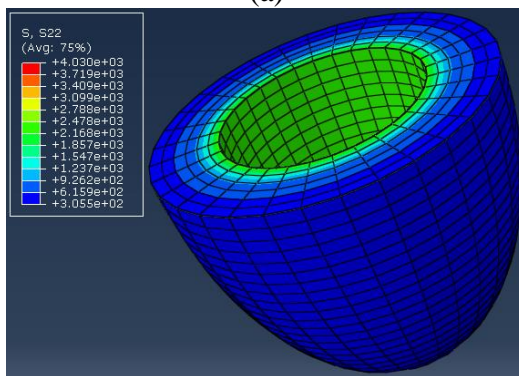 (a)
S, S22
(Avg: 75%)
+4.030e+03
+3.719e+03
+3.409e+03
+3.099e+03
+2.788e+03
+2.478e+03
+2.168e+03
+1.857e+03
+1.547e+03
+1.237e+03
+9.262e+02
+6.159e+02
+3.055e+02